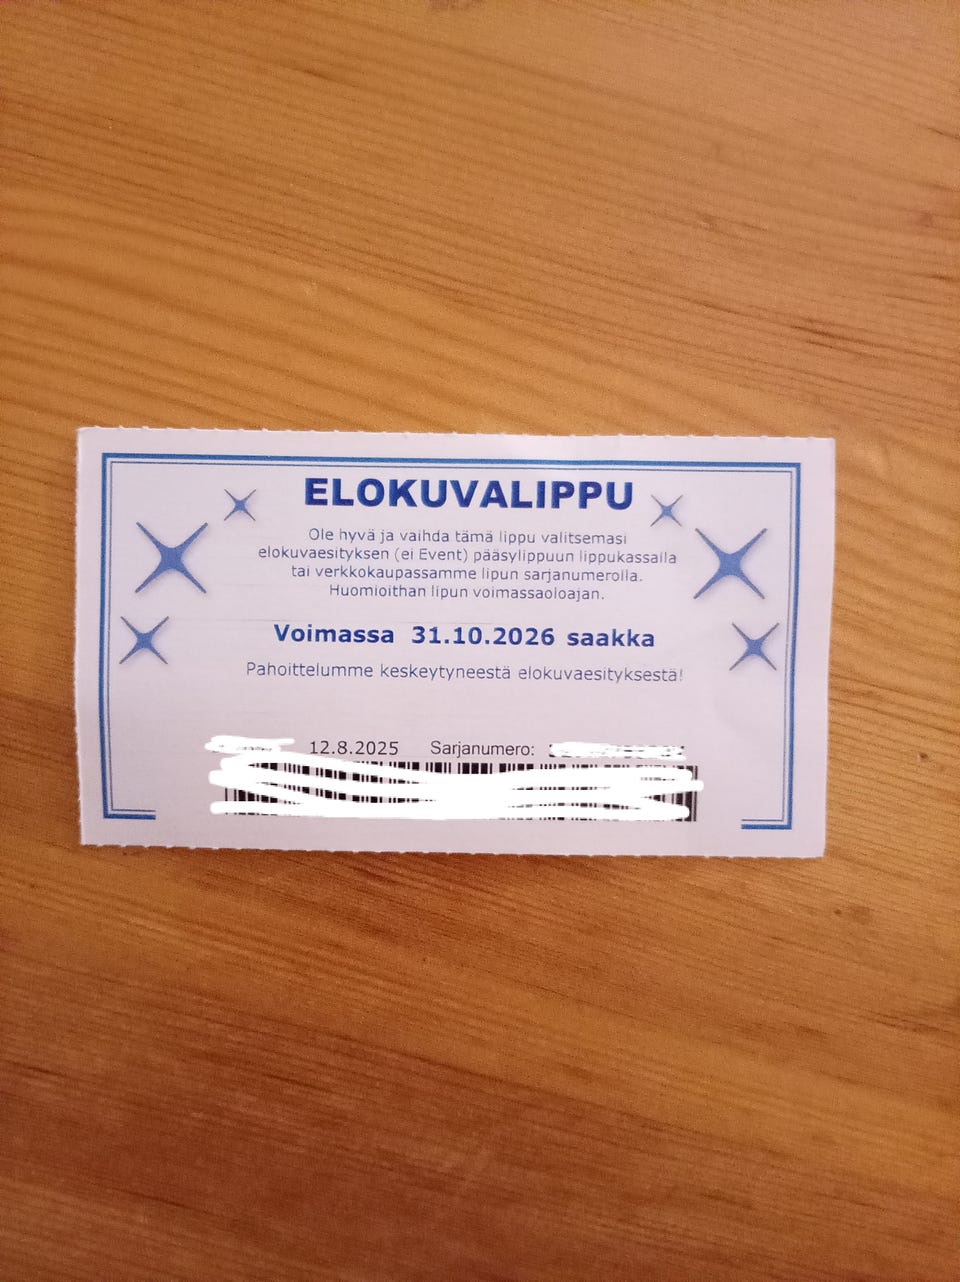 ELOKUVALIPPU
Ole hyvä ja vaihda tämä lippu valitsemasi
elokuvaesityksen (ei Event) pääsylippuun lippukassalla
tai verkkokaupassamme lipun sarjanumerolla.
Huomioithan lipun voimassaoloajan.
Voimassa 31.10.2026 saakka
Pahoittelumme keskeytyneestä elokuvaesityksestä!
12.8.2025 Sarjanumero: